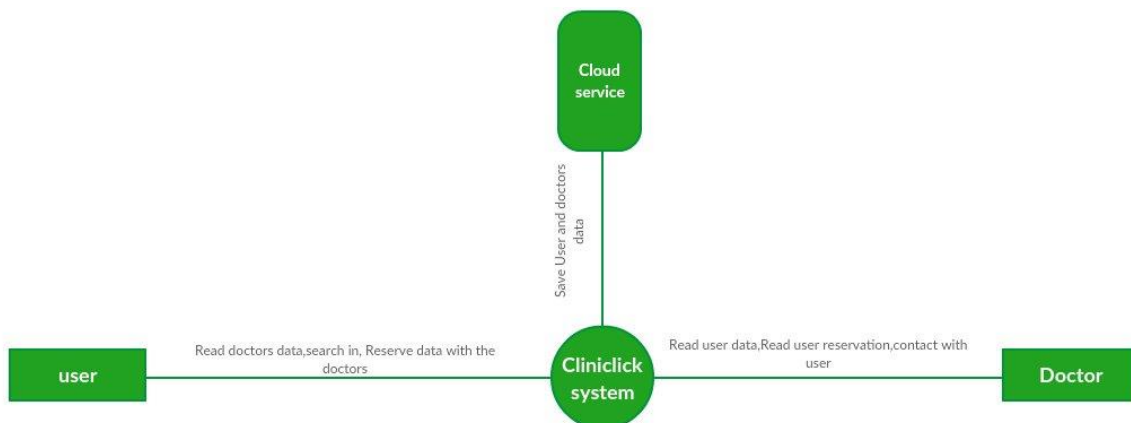 Cloud
service
Save User and doctors
data
Read doctors data,search in, Reserve data with the
doctors
user
Cliniclick
system
Read user data,Read user reservation,contact with
user
Doctor